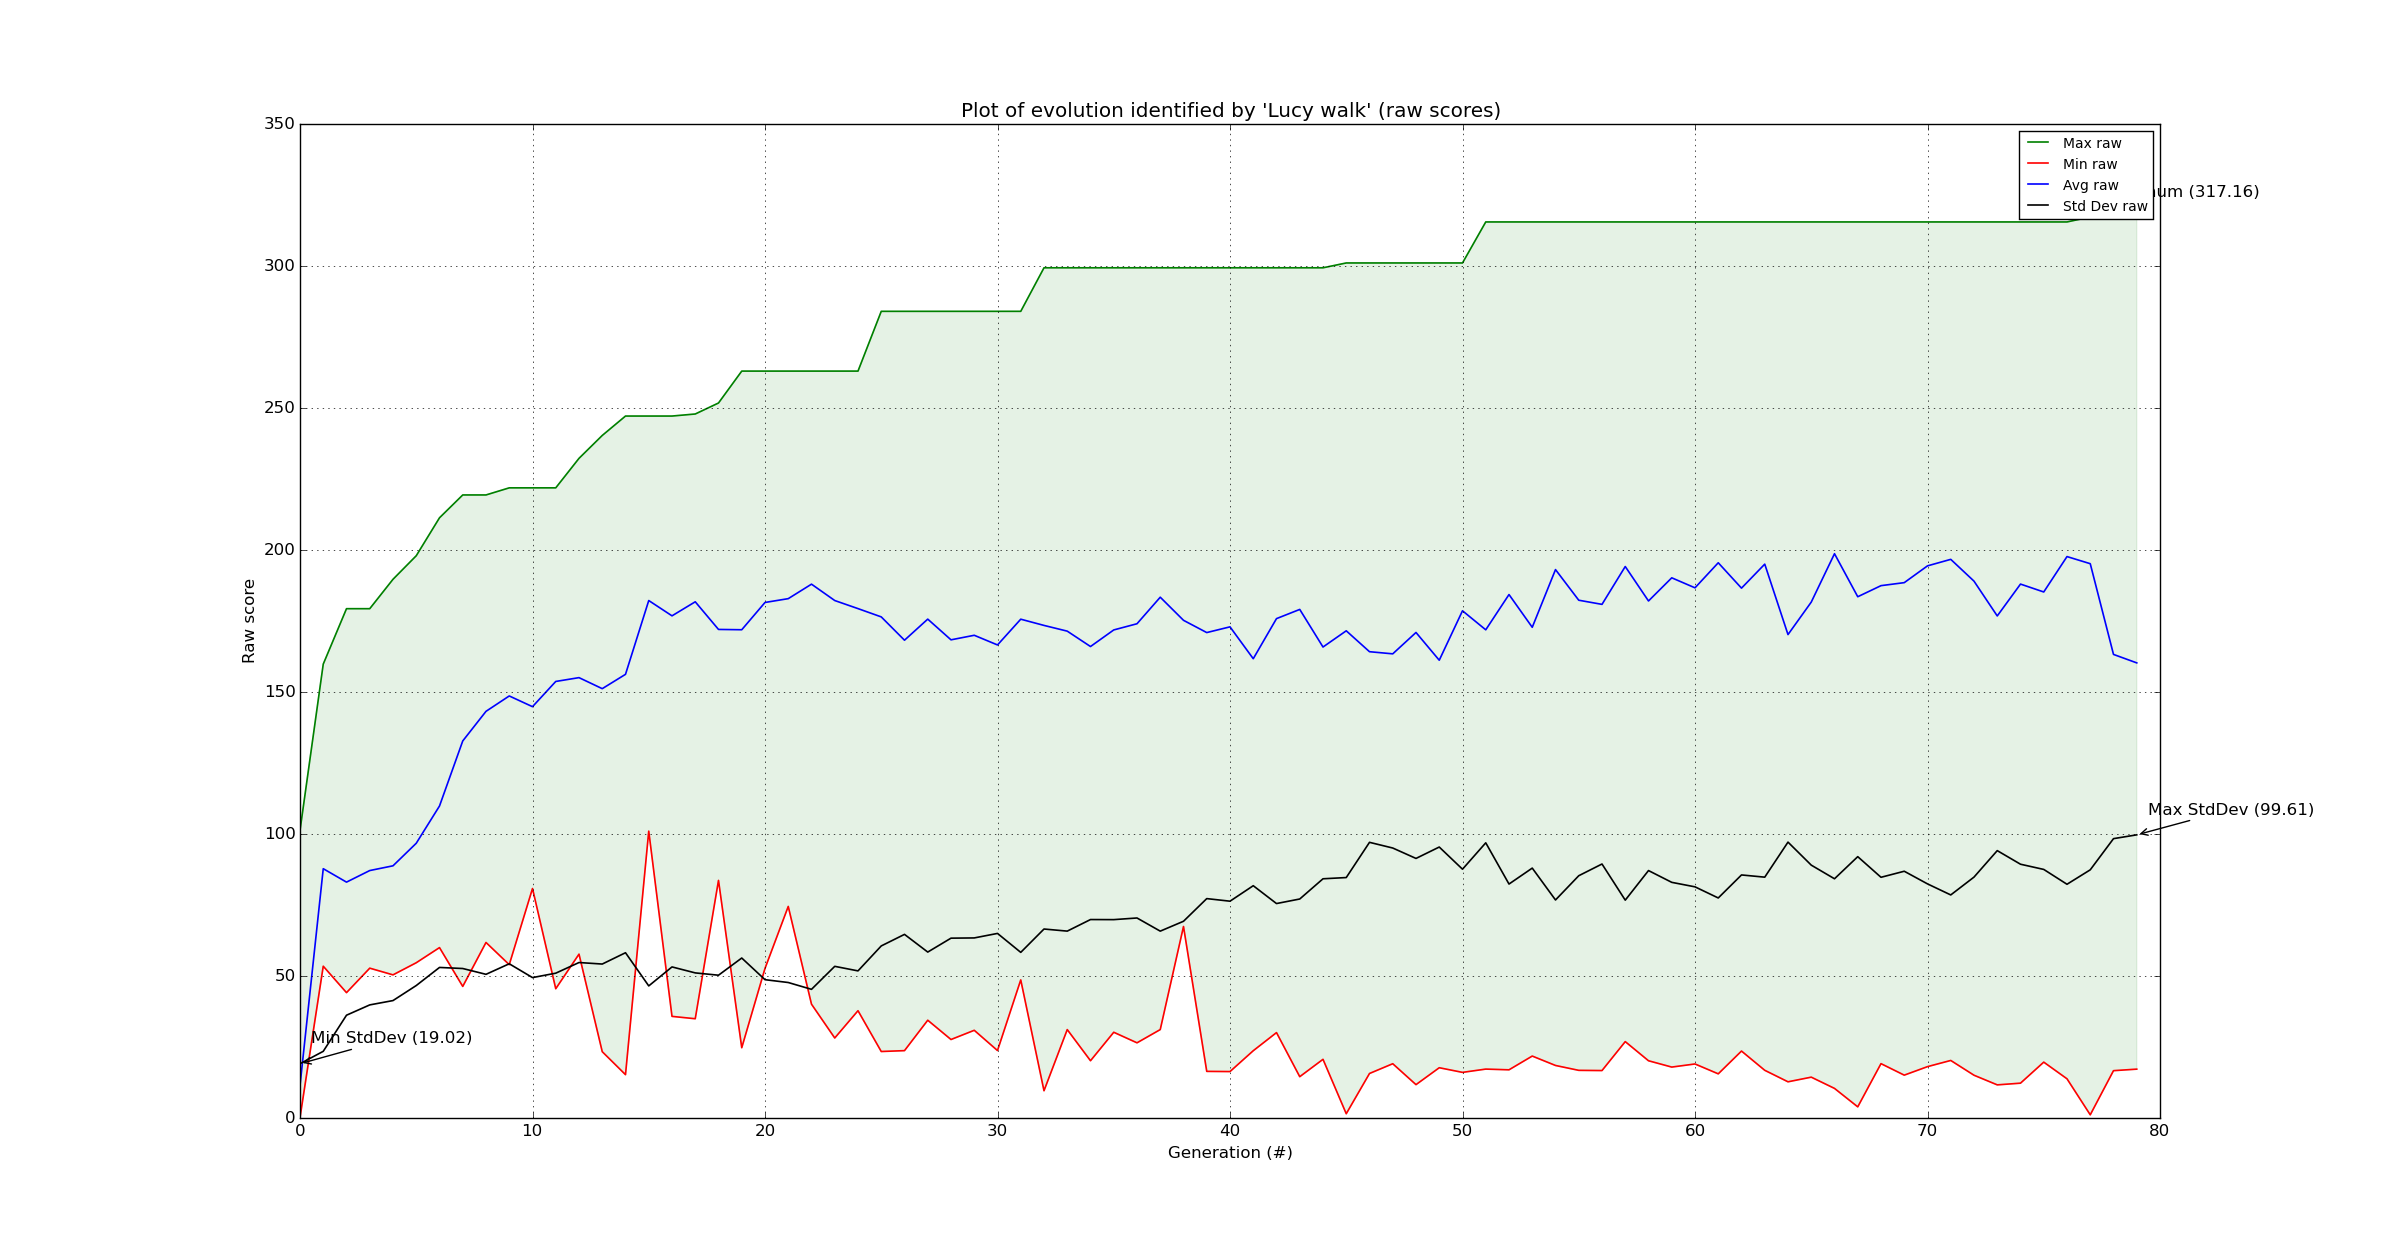 Plot of evolution identified by 'Lucy walk' (raw scores)
350
300
250
200
150
100
50
0
Raw score
Max raw
Min raw
Avg raw
Std Dev raw
(317.16)
Max StdDev (99.61)
Min StdDev (19.02)
0 10 20 30 40 50 60 70 80
Generation (#)